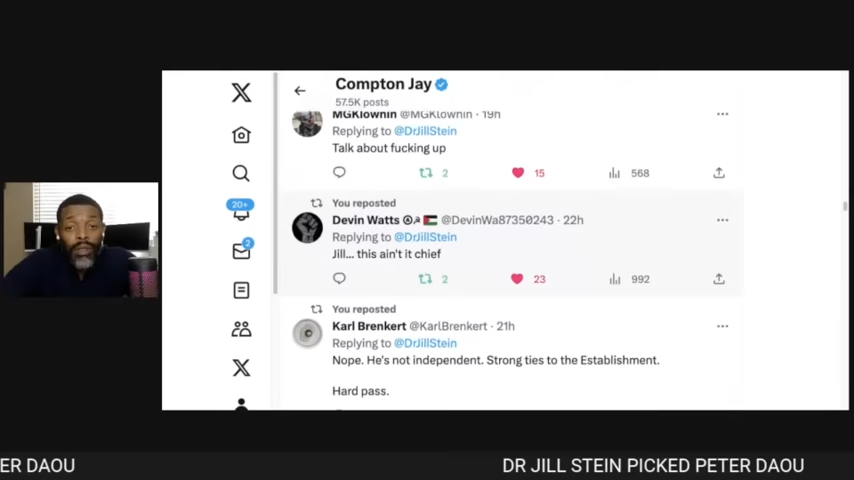 Compton Jay
57.5K posts
MGKlownin @MGKlownin · 19h
Replying to @DrJillStein
Talk about fucking up
2 15 568
20+
You reposted
Devin Watts @DevinWa87350243 · 22h
Replying to @DrJillStein
Jill... this ain't it chief
2
2 23 992
You reposted
Karl Brenkert @KarlBrenkert · 21h
Replying to @DrJillStein
Nope. He's not independent. Strong ties to the Establishment.
Hard pass.
ER DAOU DR JILL STEIN PICKED PETER DAOU